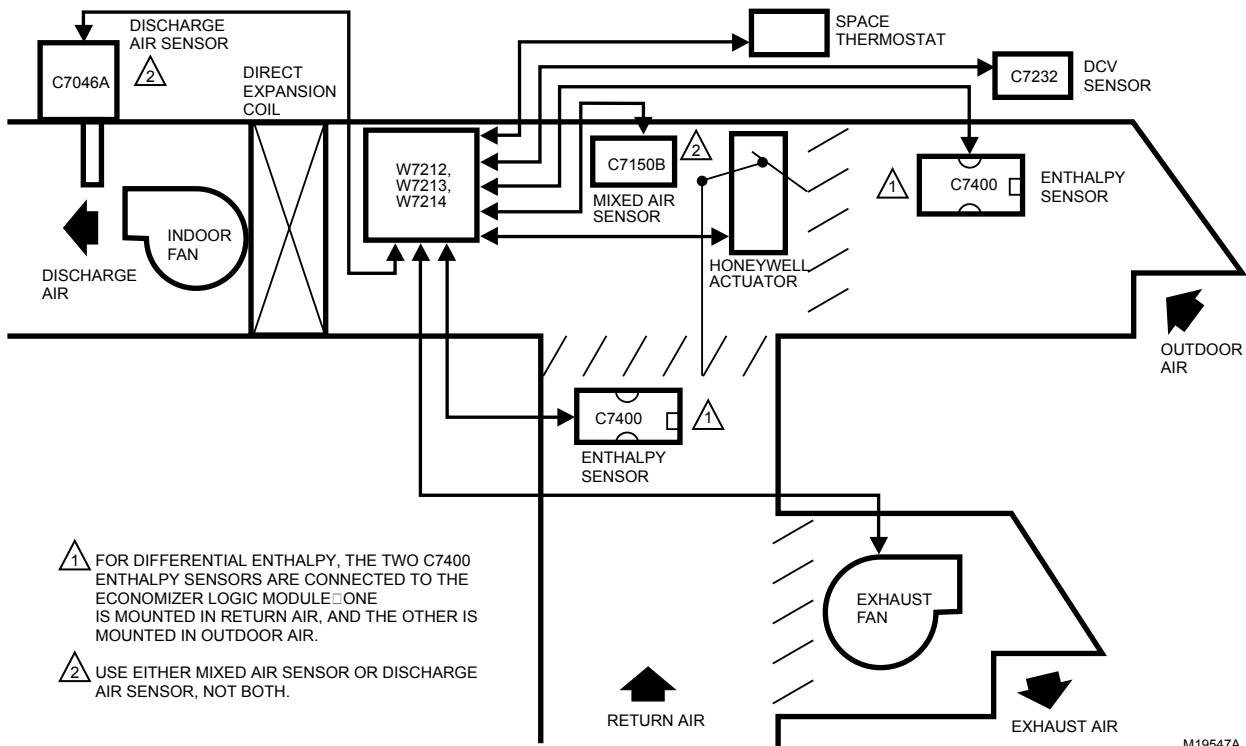 DISCHARGE
AIR SENSOR
2
C7046A
DIRECT
EXPANSION
COIL
SPACE
THERMOSTAT
C7232
DCV
SENSOR
W7212,
W7213,
W7214
C7150B
2
MIXED AIR
SENSOR
HONEYWELL
ACTUATOR
1
C7400
ENTHALPY
SENSOR
INDOOR
FAN
DISCHARGE
AIR
OUTDOOR
AIR
C7400
1
ENTHALPY
SENSOR
1 FOR DIFFERENTIAL ENTHALPY, THE TWO C7400
ENTHALPY SENSORS ARE CONNECTED TO THE
ECONOMIZER LOGIC MODULE□ONE
IS MOUNTED IN RETURN AIR, AND THE OTHER IS
MOUNTED IN OUTDOOR AIR.
2 USE EITHER MIXED AIR SENSOR OR DISCHARGE
AIR SENSOR, NOT BOTH.
EXHAUST
FAN
RETURN AIR
EXHAUST AIR
M19547A